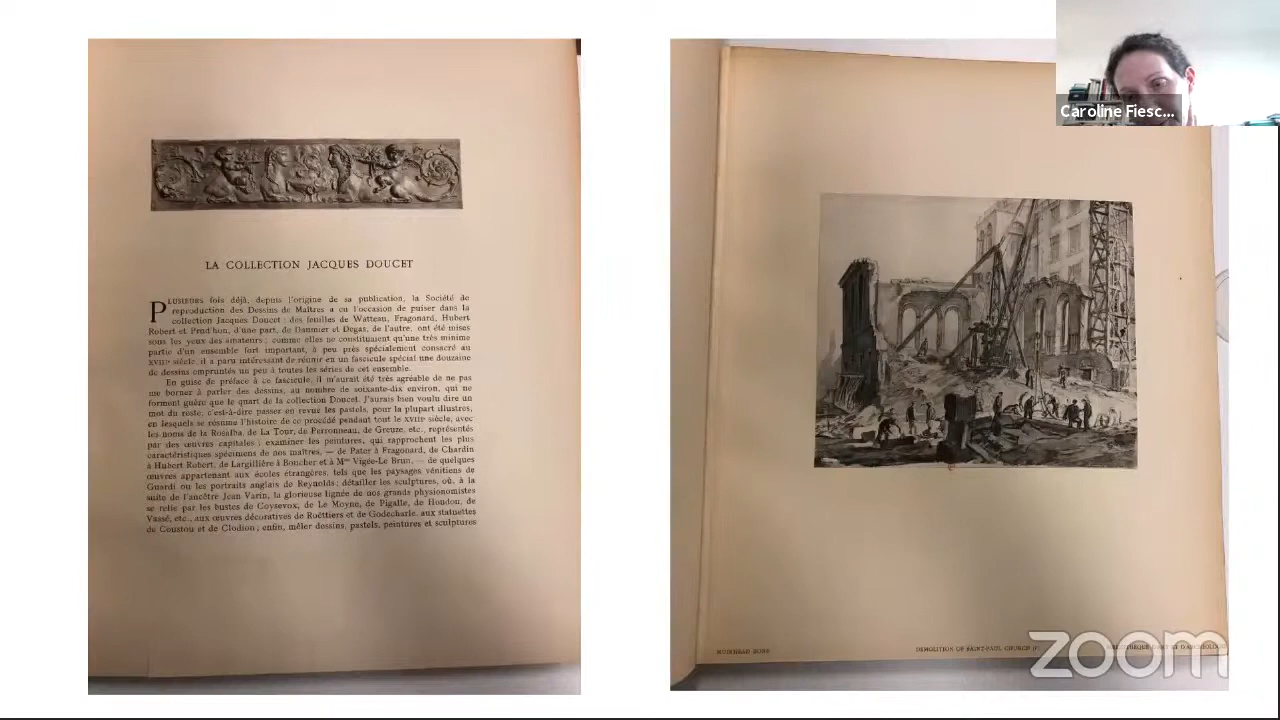 LA COLLECTION JACQUES DOUCET
PLUSIEURS fois déjà, depuis l'origine de sa publication, la Société de
reproduction des Dessins de Maîtres a eu l'occasion de puiser dans la
collection Jacques Doucet : des feuilles de Watteau, Fragonard, Hubert
Robert et Prud'hon, d'une part, de Daumier et Degas, de l'autre, ont été mises
sous les yeux des amateurs ; comme elles ne constituaient qu'une très minime
partie d'un ensemble fort important, à peu près spécialement consacré au
XVIIIe siècle, il a paru intéressant de réunir en un fascicule spécial une douzaine
de dessins empruntés un peu à toutes les séries de cet ensemble.
En guise de préface à ce fascicule, il m'aurait été très agréable de ne pas
me borner à parler des dessins, au nombre de soixante-dix environ, qui ne
forment guère que le quart de la collection Doucet. J'aurais bien voulu dire un
mot du reste, c'est-à-dire passer en revue les pastels, pour la plupart illustres,
en lesquels se résume l'histoire de ce procédé pendant tout le XVIIIe siècle, avec
les noms de la Rosalba, de La Tour, de Perronneau, de Greuze, etc., représentés
par des œuvres capitales ; examiner les peintures, qui rapprochent les plus
caractéristiques spécimens de nos maîtres, — de Pater à Fragonard, de Chardin
à Hubert Robert, de Largillière à Boucher et à Mme Vigée-Le Brun, — de quelques
œuvres appartenant aux écoles étrangères, tels que les paysages vénitiens de
Guardi ou les portraits anglais de Reynolds ; détailler les sculptures, où, à la
suite de l'ancêtre Jean Varin, la glorieuse lignée de nos grands physionomistes
se relie par les bustes de Coysevox, de Le Moyne, de Pigalle, de Houdon, de
Vassé, etc., aux œuvres décoratives de Roëttiers et de Godecharle, aux statuettes
de Coustou et de Clodion ; enfin, mêler dessins, pastels, peintures et sculptures
Caroline Fiesc...
MUIRHEAD BONE
DEMOLITION OF SAINT-PAUL CHURCH
BIBLIOTHÈQUE D'ART ET D'ARCHÉOLOGIE
zoom